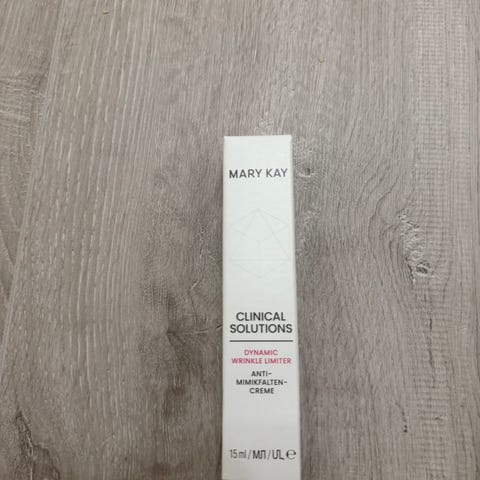 MARY KAY
CLINICAL
SOLUTIONS
DYNAMIC
WRINKLE LIMITER
ANTI-
MIMIKFALTEN-
CREME
15 ml / МЛ / UL ℮